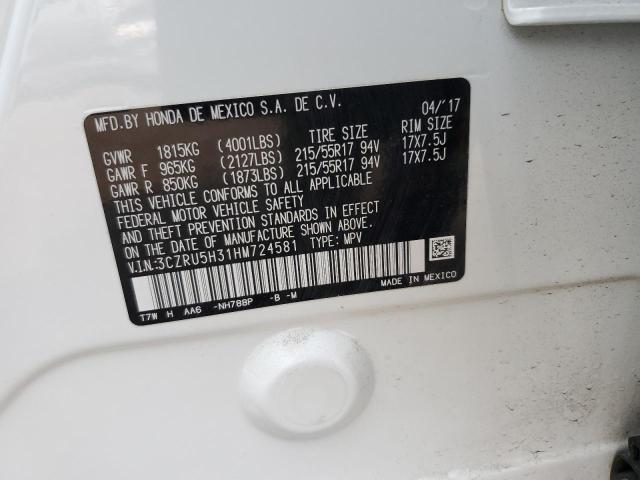 MFD.BY HONDA DE MEXICO S.A. DE C.V. 04/'17
TIRE SIZE RIM SIZE
GVWR 1815KG (4001LBS)
GAWR F 965KG (2127LBS) 215/55R17 94V 17X7.5J
GAWR R 850KG (1873LBS) 215/55R17 94V 17X7.5J
THIS VEHICLE CONFORMS TO ALL APPLICABLE
FEDERAL MOTOR VEHICLE SAFETY
AND THEFT PREVENTION STANDARDS IN EFFECT
ON THE DATE OF MANUFACTURE SHOWN ABOVE.
V.I.N.:3CZRU5H31HM724581 TYPE: MPV
T7W H AA6 -NH788P -B -M MADE IN MEXICO